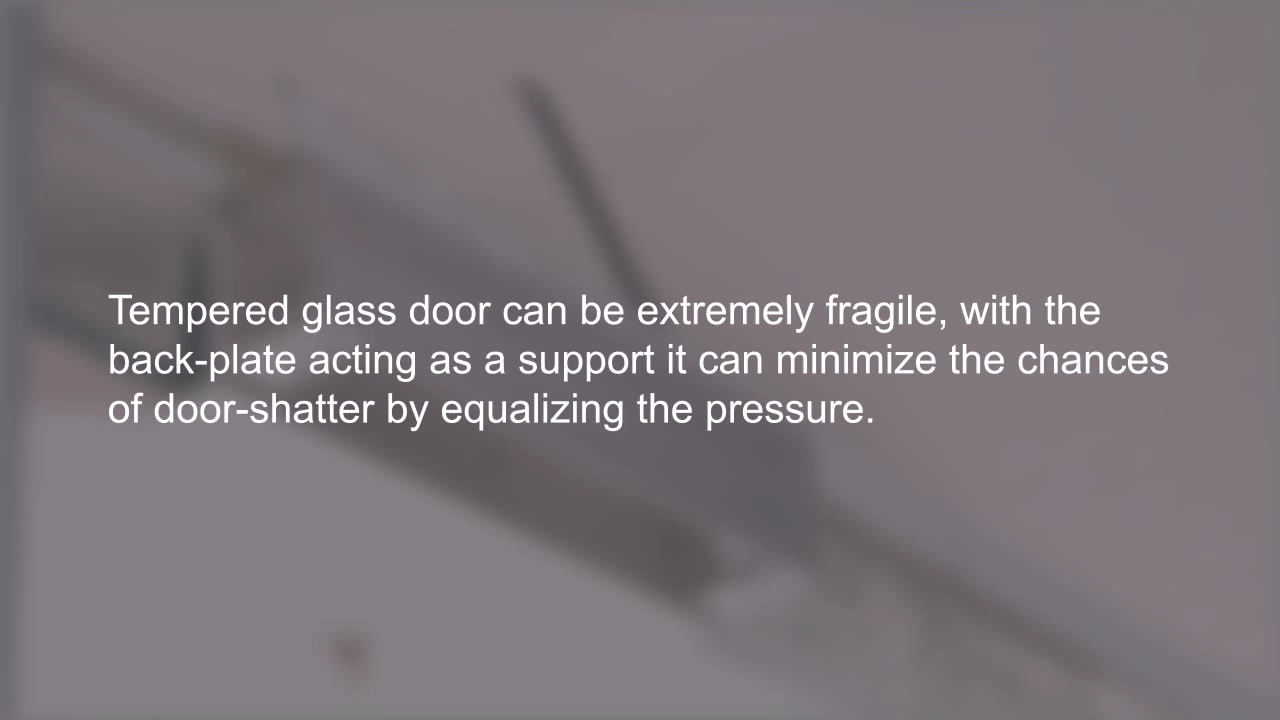 Tempered glass door can be extremely fragile, with the
back-plate acting as a support it can minimize the chances
of door-shatter by equalizing the pressure.